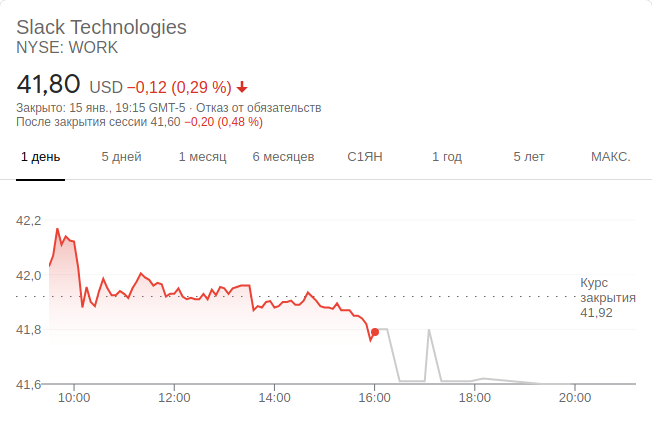 Slack Technologies
NYSE: WORK
41,80 USD −0,12 (0,29 %)
Закрыто: 15 янв., 19:15 GMT-5 · Отказ от обязательств
После закрытия сессии 41,60 −0,20 (0,48 %)
1 день 5 дней 1 месяц 6 месяцев С1ЯН 1 год 5 лет МАКС.
42,2
42,0
Курс
закрытия
41,92
41,8
41,6
10:00 12:00 14:00 16:00 18:00 20:00